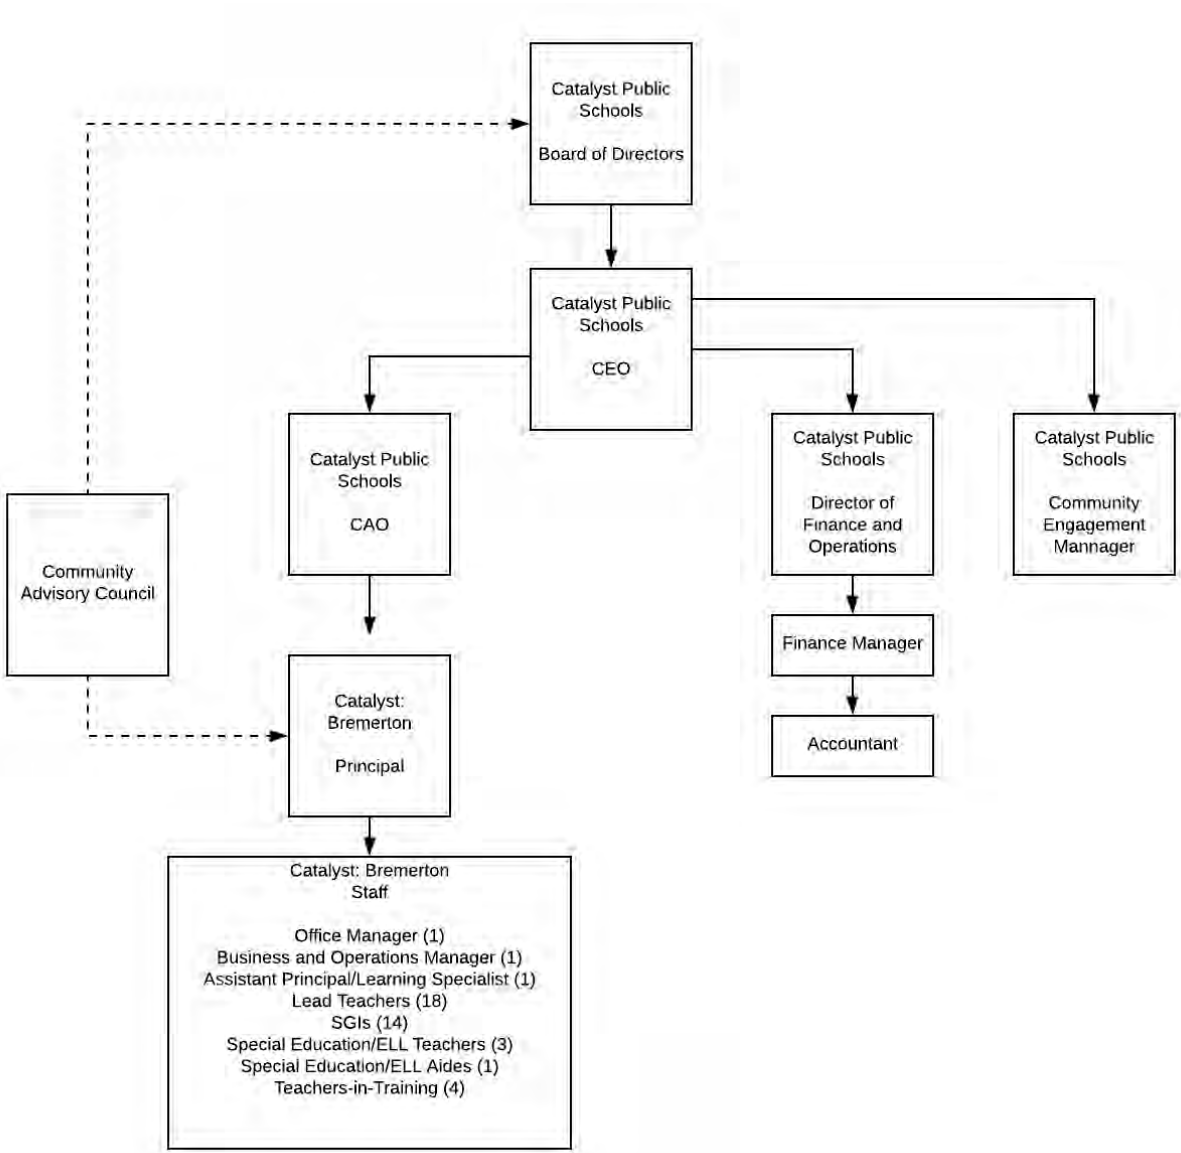 Catalyst Public
Schools
Board of Directors
Catalyst Public
Schools
CEO
Catalyst Public
Schools
CAO
Catalyst Public
Schools
Director of
Finance and
Operations
Catalyst Public
Schools
Community
Engagement
Mannager
Community
Advisory Council
Finance Manager
Accountant
Catalyst:
Bremerton
Principal
Catalyst: Bremerton
Staff
Office Manager (1)
Business and Operations Manager (1)
Assistant Principal/Learning Specialist (1)
Lead Teachers (18)
SGIs (14)
Special Education/ELL Teachers (3)
Special Education/ELL Aides (1)
Teachers-in-Training (4)